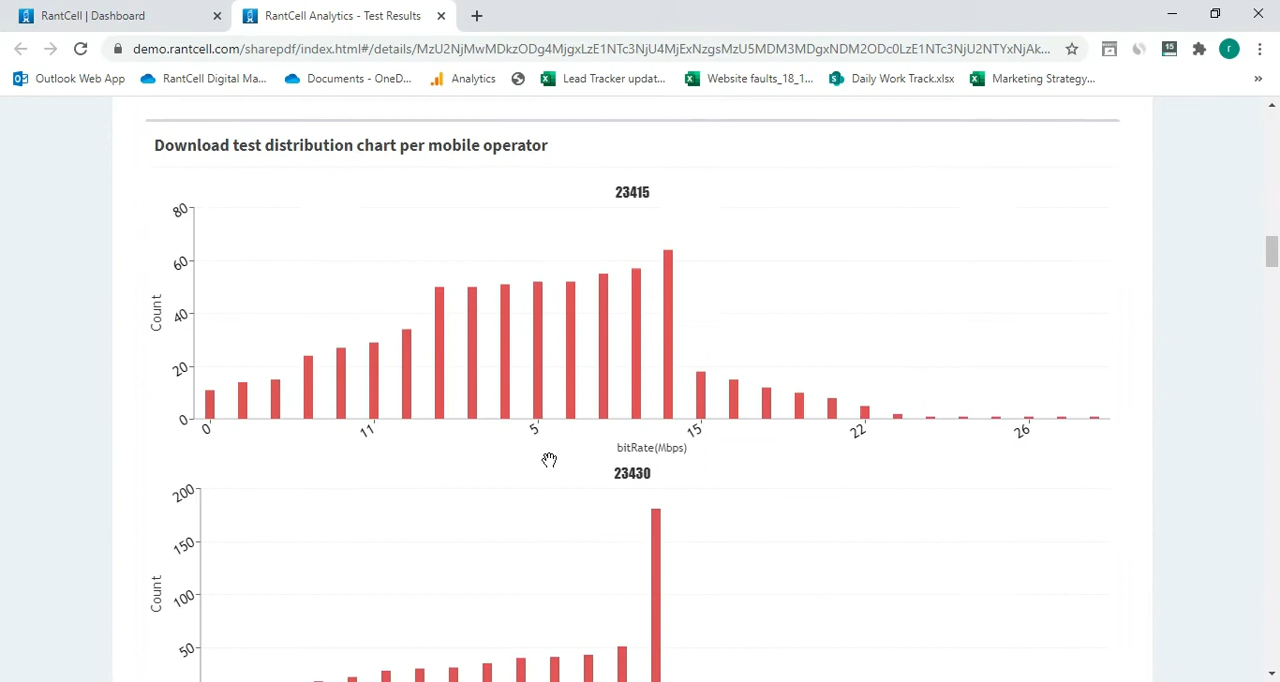 RantCell | Dashboard
RantCell Analytics - Test Results
demo.rantcell.com/sharepdf/index.html#/details/MzU2NjMwMDkzODg4MjgxLzE1NTc3NjU4MjExNzgsMzU5MDM3MDgxNDM2ODc0LzE1NTc3NjU2NTYxNjAk...
15
r
Outlook Web App
RantCell Digital Ma...
Documents - OneD...
Analytics
Lead Tracker updat...
Website faults_18_1...
Daily Work Track.xlsx
Marketing Strategy...
»
Download test distribution chart per mobile operator
23415
80
60
40
20
0
Count
0
11
5
15
22
26
bitRate(Mbps)
23430
200
150
100
50
Count